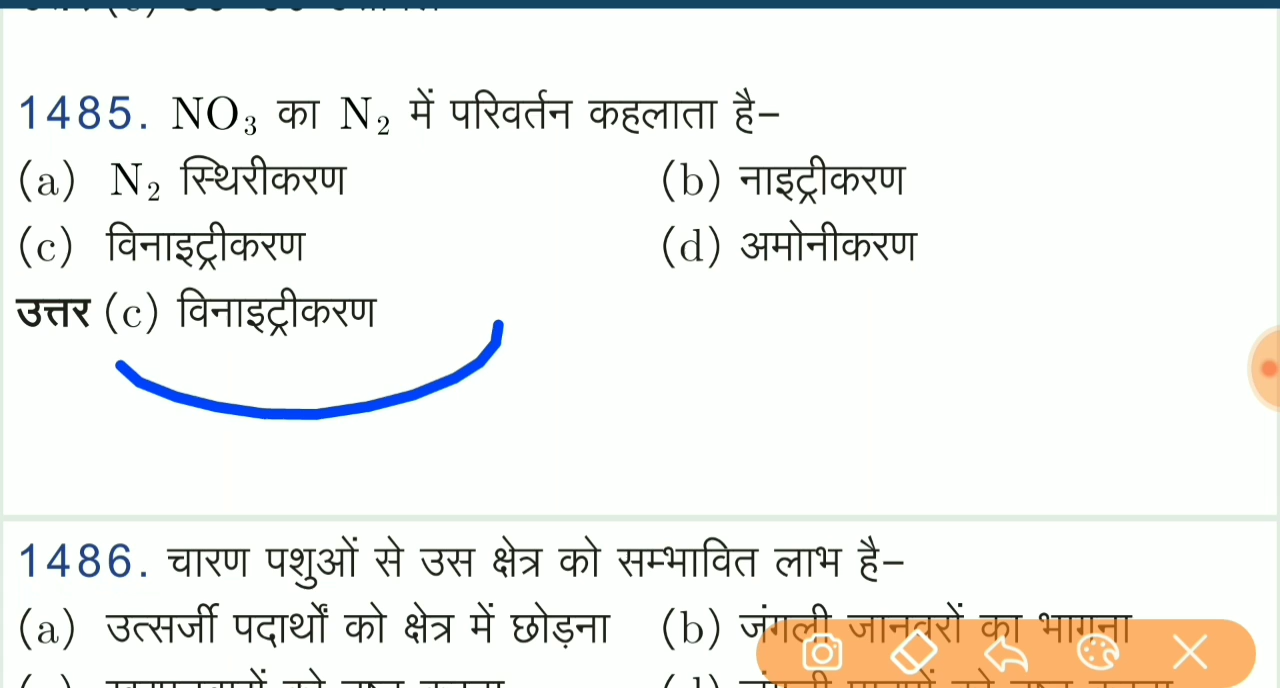 1485. NO₃ का N₂ में परिवर्तन कहलाता है–
(a) N₂ स्थिरीकरण (b) नाइट्रीकरण
(c) विनाइट्रीकरण (d) अमोनीकरण
उत्तर (c) विनाइट्रीकरण
1486. चारण पशुओं से उस क्षेत्र को सम्भावित लाभ है–
(a) उत्सर्जी पदार्थों को क्षेत्र में छोड़ना (b) जंगली जानवरों का भागना